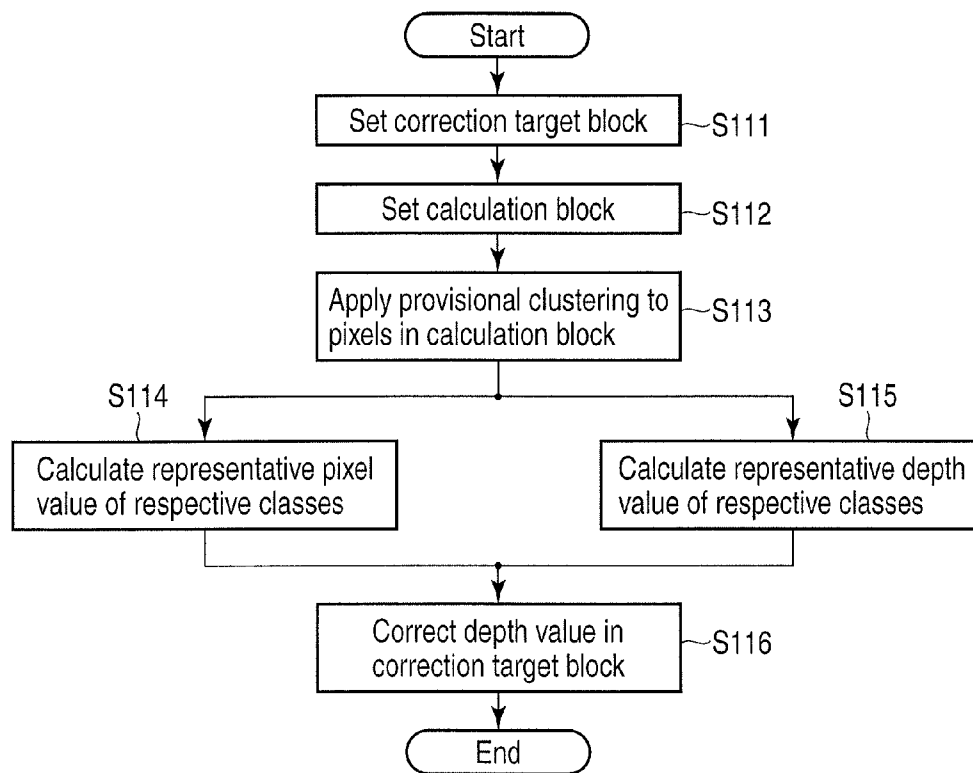 Start
Set correction target block
S111
Set calculation block
S112
Apply provisional clustering to
pixels in calculation block
S113
S114
S115
Calculate representative pixel
value of respective classes
Calculate representative depth
value of respective classes
Correct depth value in
correction target block
S116
End